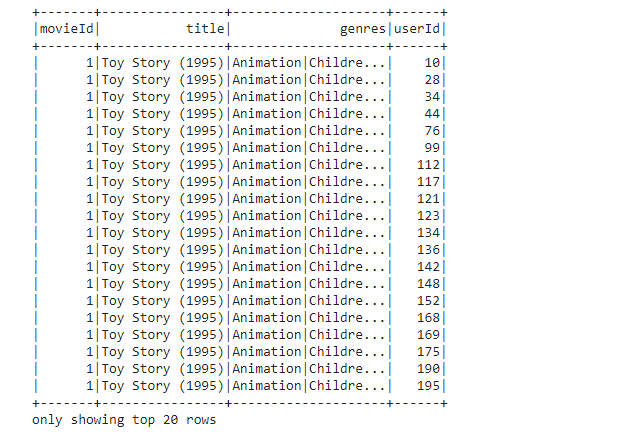 +-------+----------------+--------------------+------+
|movieId|           title|              genres|userId|
+-------+----------------+--------------------+------+
|      1|Toy Story (1995)|Animation|Childre...|    10|
|      1|Toy Story (1995)|Animation|Childre...|    28|
|      1|Toy Story (1995)|Animation|Childre...|    34|
|      1|Toy Story (1995)|Animation|Childre...|    44|
|      1|Toy Story (1995)|Animation|Childre...|    76|
|      1|Toy Story (1995)|Animation|Childre...|    99|
|      1|Toy Story (1995)|Animation|Childre...|   112|
|      1|Toy Story (1995)|Animation|Childre...|   117|
|      1|Toy Story (1995)|Animation|Childre...|   121|
|      1|Toy Story (1995)|Animation|Childre...|   123|
|      1|Toy Story (1995)|Animation|Childre...|   134|
|      1|Toy Story (1995)|Animation|Childre...|   136|
|      1|Toy Story (1995)|Animation|Childre...|   142|
|      1|Toy Story (1995)|Animation|Childre...|   148|
|      1|Toy Story (1995)|Animation|Childre...|   152|
|      1|Toy Story (1995)|Animation|Childre...|   168|
|      1|Toy Story (1995)|Animation|Childre...|   169|
|      1|Toy Story (1995)|Animation|Childre...|   175|
|      1|Toy Story (1995)|Animation|Childre...|   190|
|      1|Toy Story (1995)|Animation|Childre...|   195|
+-------+----------------+--------------------+------+
only showing top 20 rows